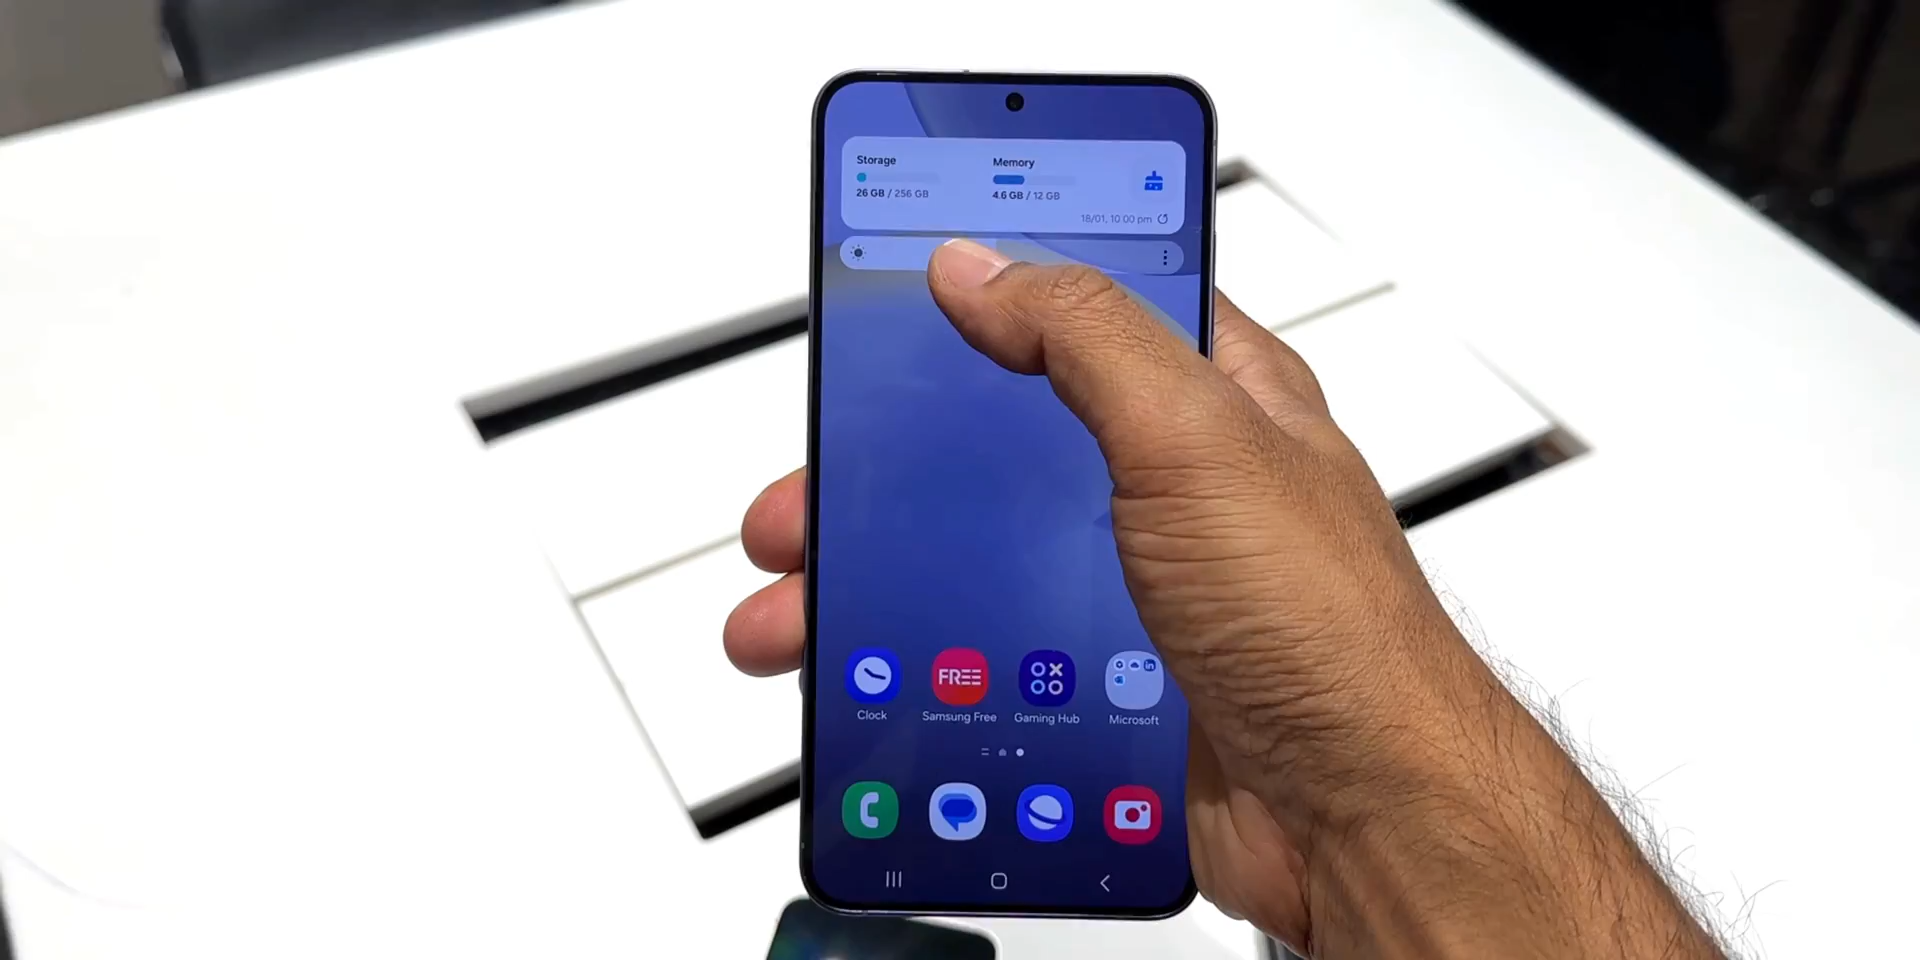 Storage
Memory
26 GB / 256 GB
4.6 GB / 12 GB
18/01, 10:00 pm
FREE
in
Clock
Samsung Free
Gaming Hub
Microsoft